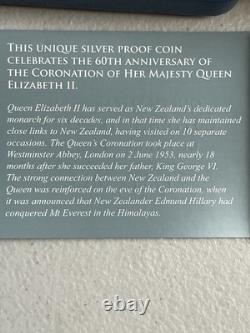 THIS UNIQUE SILVER PROOF COIN
CELEBRATES THE 60TH ANNIVERSARY OF
THE CORONATION OF HER MAJESTY QUEEN
ELIZABETH II.
Queen Elizabeth II has served as New Zealand's dedicated
monarch for six decades, and in that time she has maintained
close links to New Zealand, having visited on 10 separate
occasions. The Queen's Coronation took place at
Westminster Abbey, London on 2 June 1953, nearly 18
months after she succeeded her father, King George VI.
The strong connection between New Zealand and the
Queen was reinforced on the eve of the Coronation, when
it was announced that New Zealander Edmund Hillary had
conquered Mt Everest in the Himalayas.